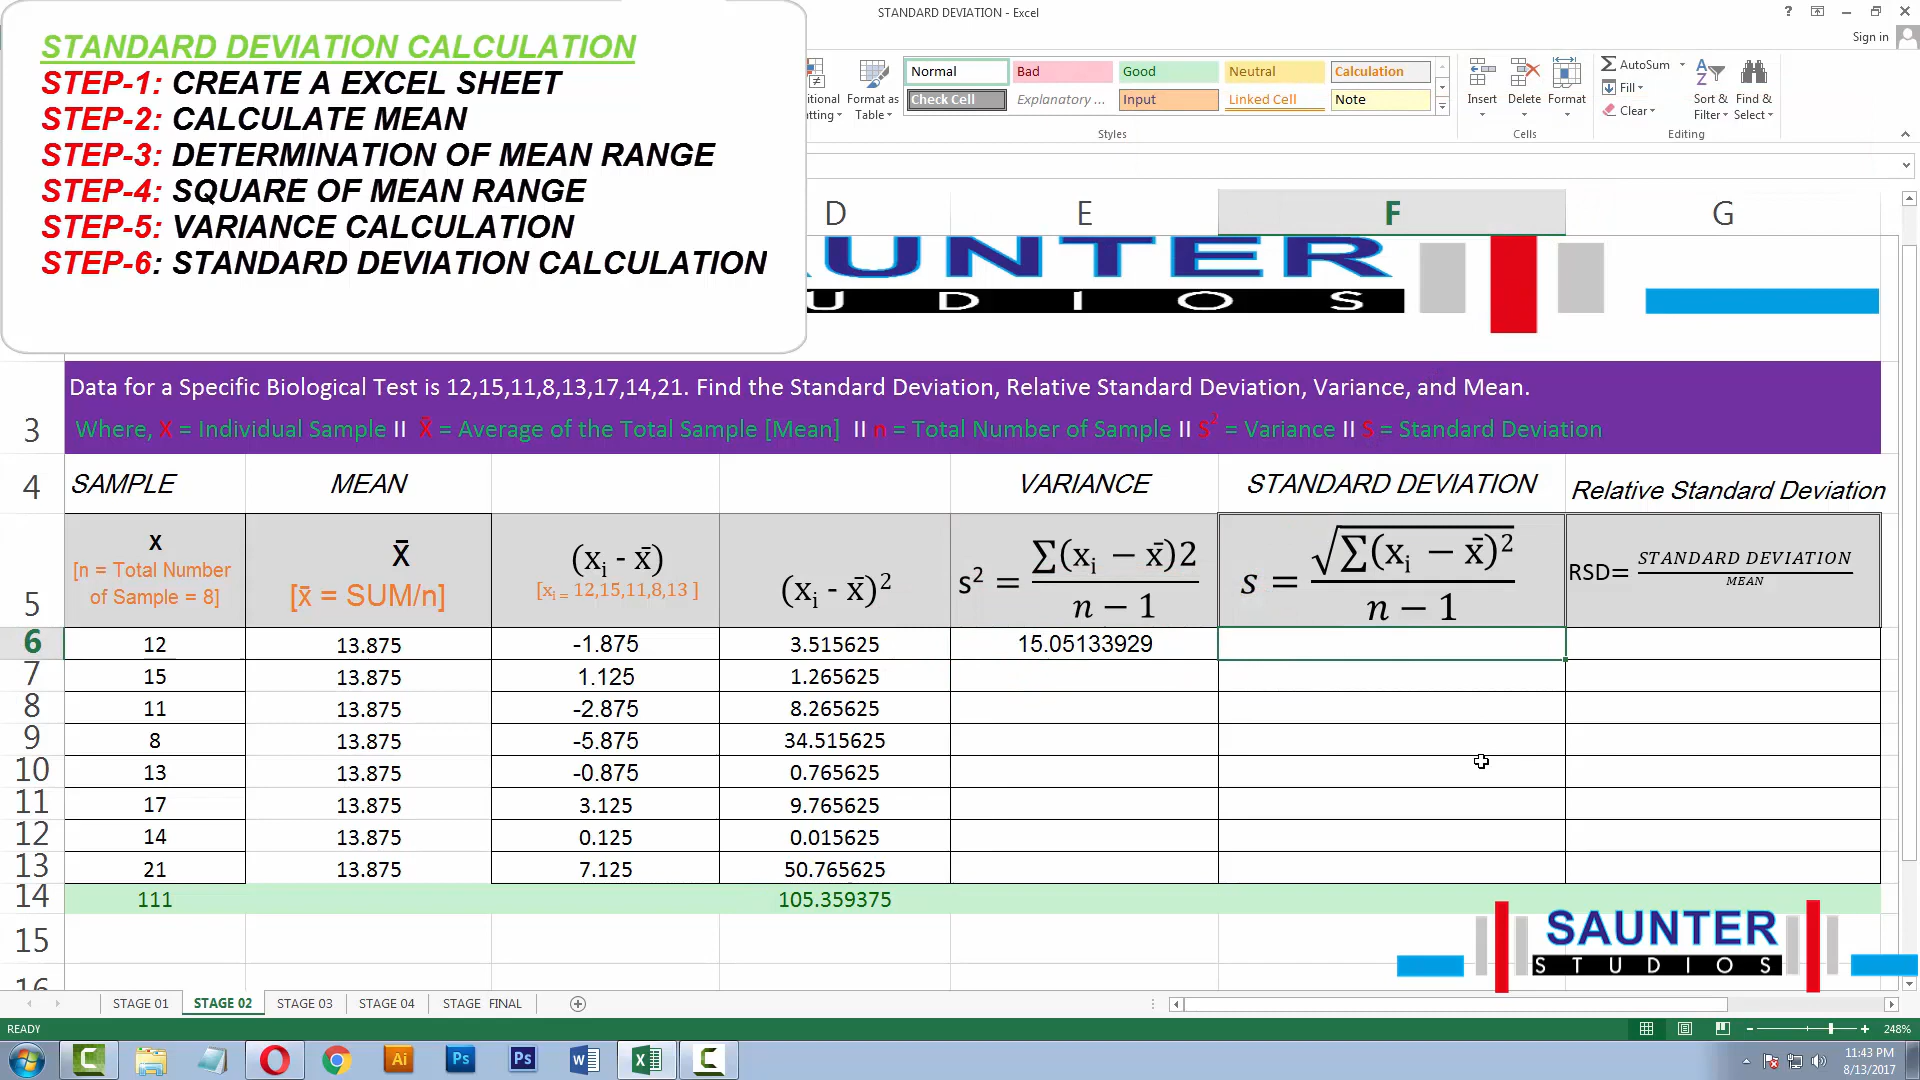 STANDARD DEVIATION - Excel
Sign in
STANDARD DEVIATION CALCULATION
STEP-1: CREATE A EXCEL SHEET
STEP-2: CALCULATE MEAN
STEP-3: DETERMINATION OF MEAN RANGE
STEP-4: SQUARE OF MEAN RANGE
STEP-5: VARIANCE CALCULATION
STEP-6: STANDARD DEVIATION CALCULATION
itional Format as
tting Table
Normal Bad Good Neutral Calculation
Check Cell Explanatory ... Input Linked Cell Note
Styles
Insert Delete Format
Cells
AutoSum
Fill
Clear
Sort & Filter
Find & Select
Editing
D E F G
UNTER
U D I O S
3
Data for a Specific Biological Test is 12,15,11,8,13,17,14,21. Find the Standard Deviation, Relative Standard Deviation, Variance, and Mean.
Where, X = Individual Sample II X̄ = Average of the Total Sample [Mean] II n = Total Number of Sample II S² = Variance II S = Standard Deviation
4 SAMPLE MEAN VARIANCE STANDARD DEVIATION Relative Standard Deviation
5
X
[n = Total Number
of Sample = 8]
X̄
[x̄ = SUM/n]
(xᵢ - x̄)
[xᵢ = 12,15,11,8,13 ]
(xᵢ - x̄)²
s² = ∑(xᵢ − x̄)2 / n − 1
s = √∑(xᵢ − x̄)² / n − 1
RSD= STANDARD DEVIATION / MEAN
6 12 13.875 -1.875 3.515625 15.05133929
7 15 13.875 1.125 1.265625
8 11 13.875 -2.875 8.265625
9 8 13.875 -5.875 34.515625
10 13 13.875 -0.875 0.765625
11 17 13.875 3.125 9.765625
12 14 13.875 0.125 0.015625
13 21 13.875 7.125 50.765625
14 111 105.359375
15
16
SAUNTER
STUDIOS
STAGE 01 STAGE 02 STAGE 03 STAGE 04 STAGE FINAL
READY
248%
Ai Ps Ps W X
11:43 PM
8/13/2017